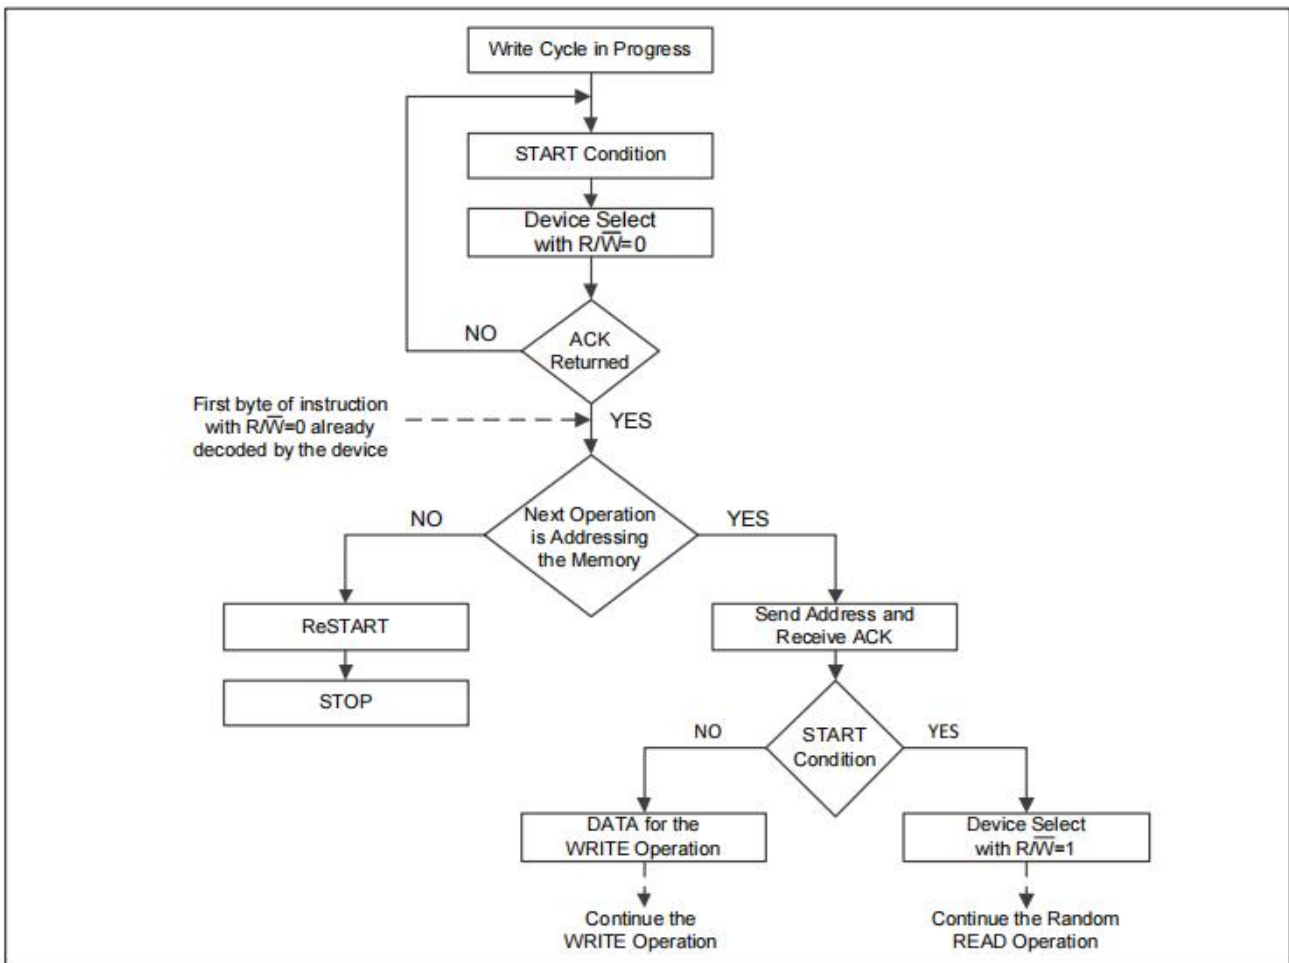 Write Cycle in Progress
START Condition
Device Select
with R/W̅=0
ACK
Returned
NO
YES
First byte of instruction
with R/W̅=0 already
decoded by the device
Next Operation
is Addressing
the Memory
NO
YES
ReSTART
STOP
Send Address and
Receive ACK
START
Condition
NO
YES
DATA for the
WRITE Operation
Device Select
with R/W̅=1
Continue the
WRITE Operation
Continue the Random
READ Operation